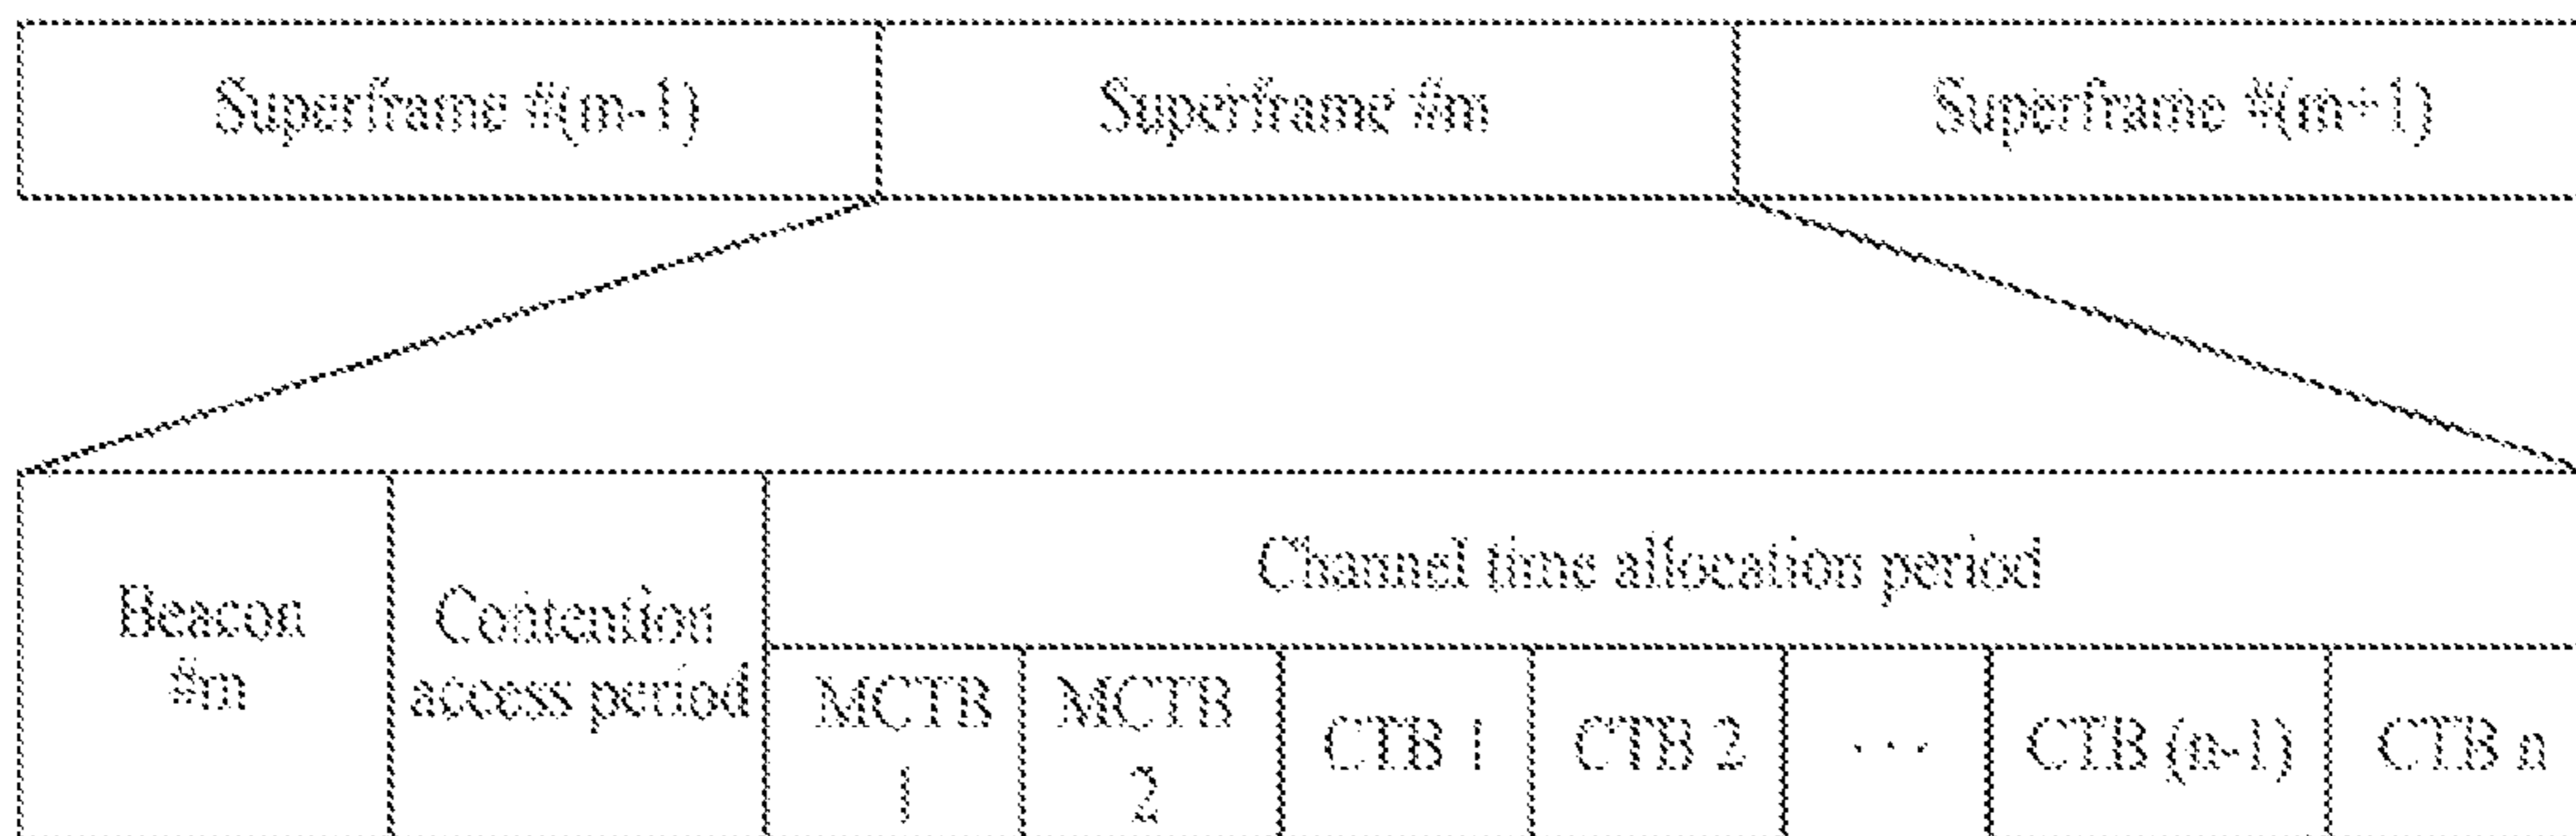 Superframe #(m-1)
Superframe #m
Superframe #(m+1)
Beacon
#m
Contention
access period
Channel time allocation period
MCTB
1
MCTB
2
CTB 1
CTB 2
...
CTB (n-1)
CTB n